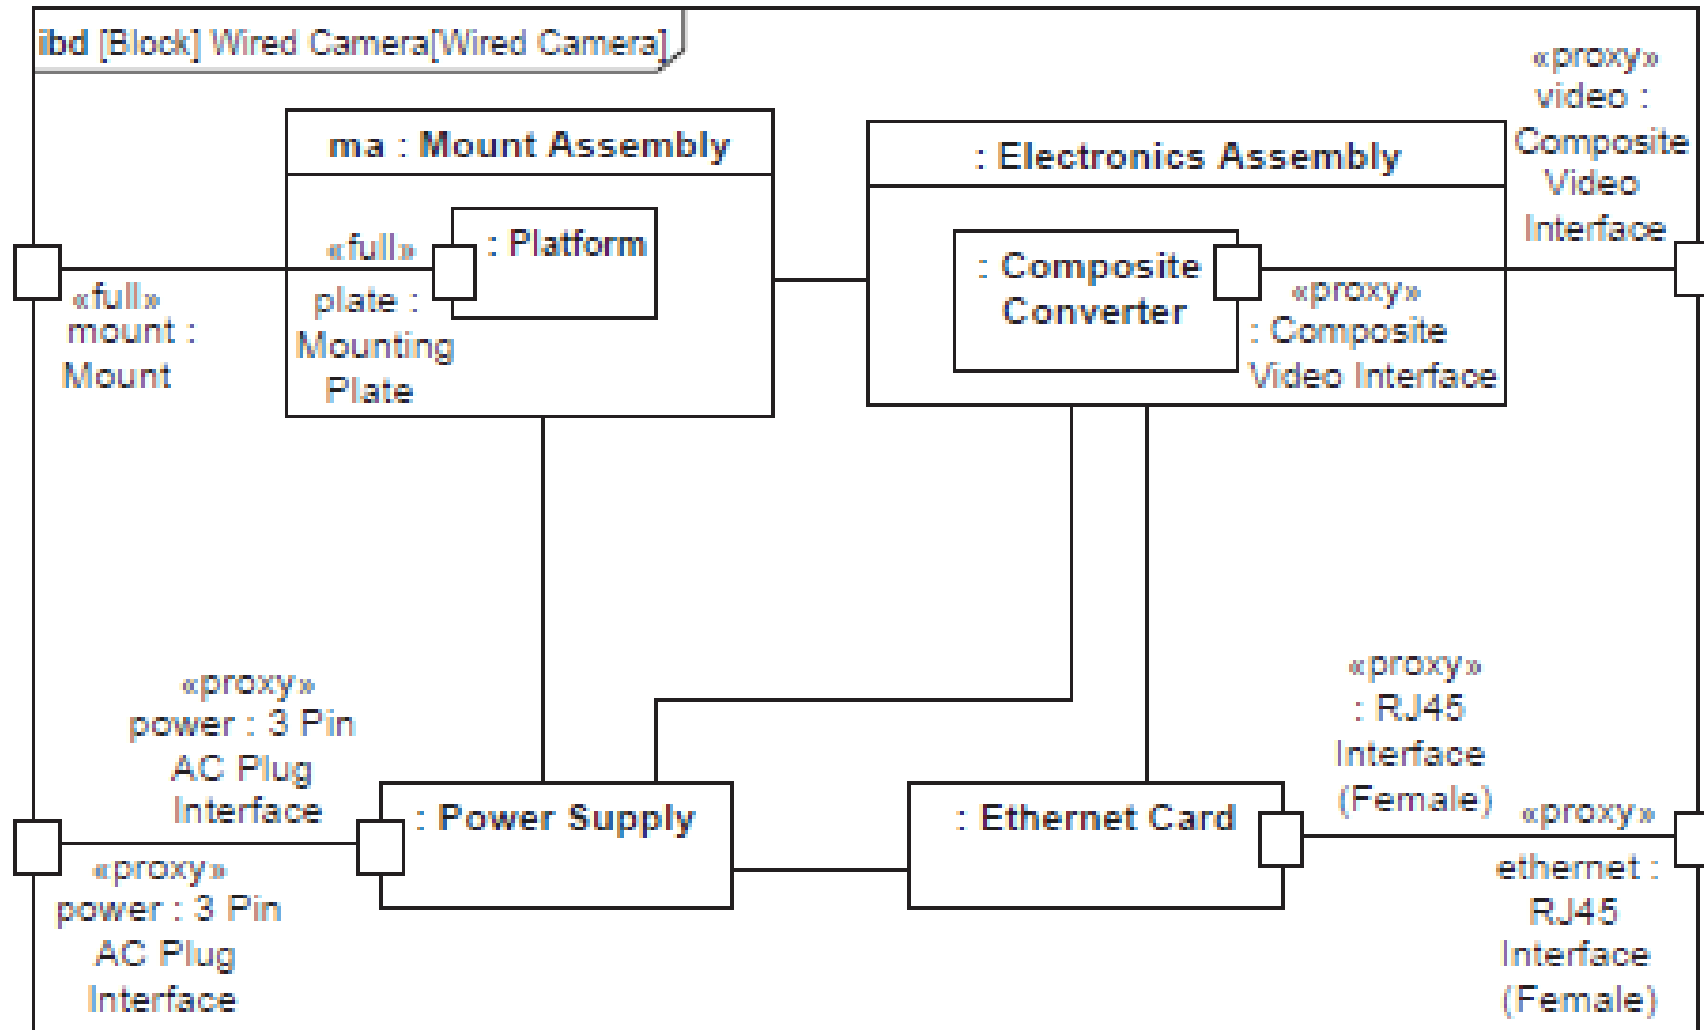 ibd [Block] Wired Camera[Wired Camera]
«proxy»
video :
Composite
Video
Interface
ma : Mount Assembly
: Electronics Assembly
«full»
mount :
Mount
«full»
plate :
Mounting
Plate
: Platform
: Composite
Converter
«proxy»
: Composite
Video Interface
«proxy»
power : 3 Pin
AC Plug
Interface
«proxy»
power : 3 Pin
AC Plug
Interface
: Power Supply
: Ethernet Card
«proxy»
: RJ45
Interface
(Female)
«proxy»
ethernet :
RJ45
Interface
(Female)